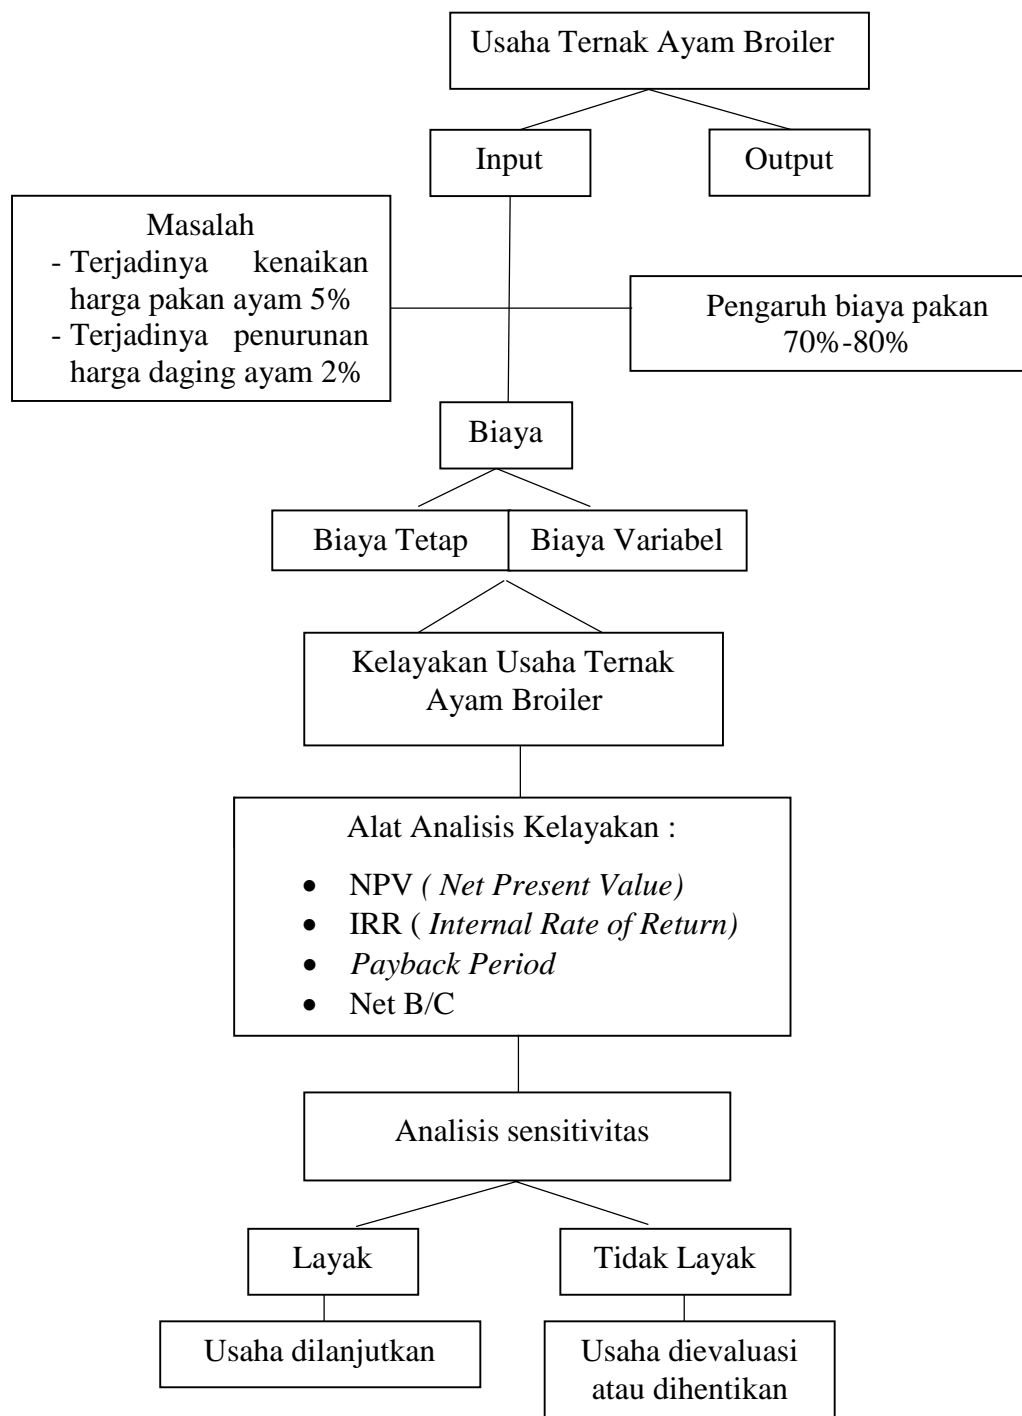 Usaha Ternak Ayam Broiler
Input
Output
Masalah
- Terjadinya kenaikan
harga pakan ayam 5%
- Terjadinya penurunan
harga daging ayam 2%
Pengaruh biaya pakan
70%-80%
Biaya
Biaya Tetap
Biaya Variabel
Kelayakan Usaha Ternak
Ayam Broiler
Alat Analisis Kelayakan :
• NPV ( Net Present Value)
• IRR ( Internal Rate of Return)
• Payback Period
• Net B/C
Analisis sensitivitas
Layak
Tidak Layak
Usaha dilanjutkan
Usaha dievaluasi
atau dihentikan